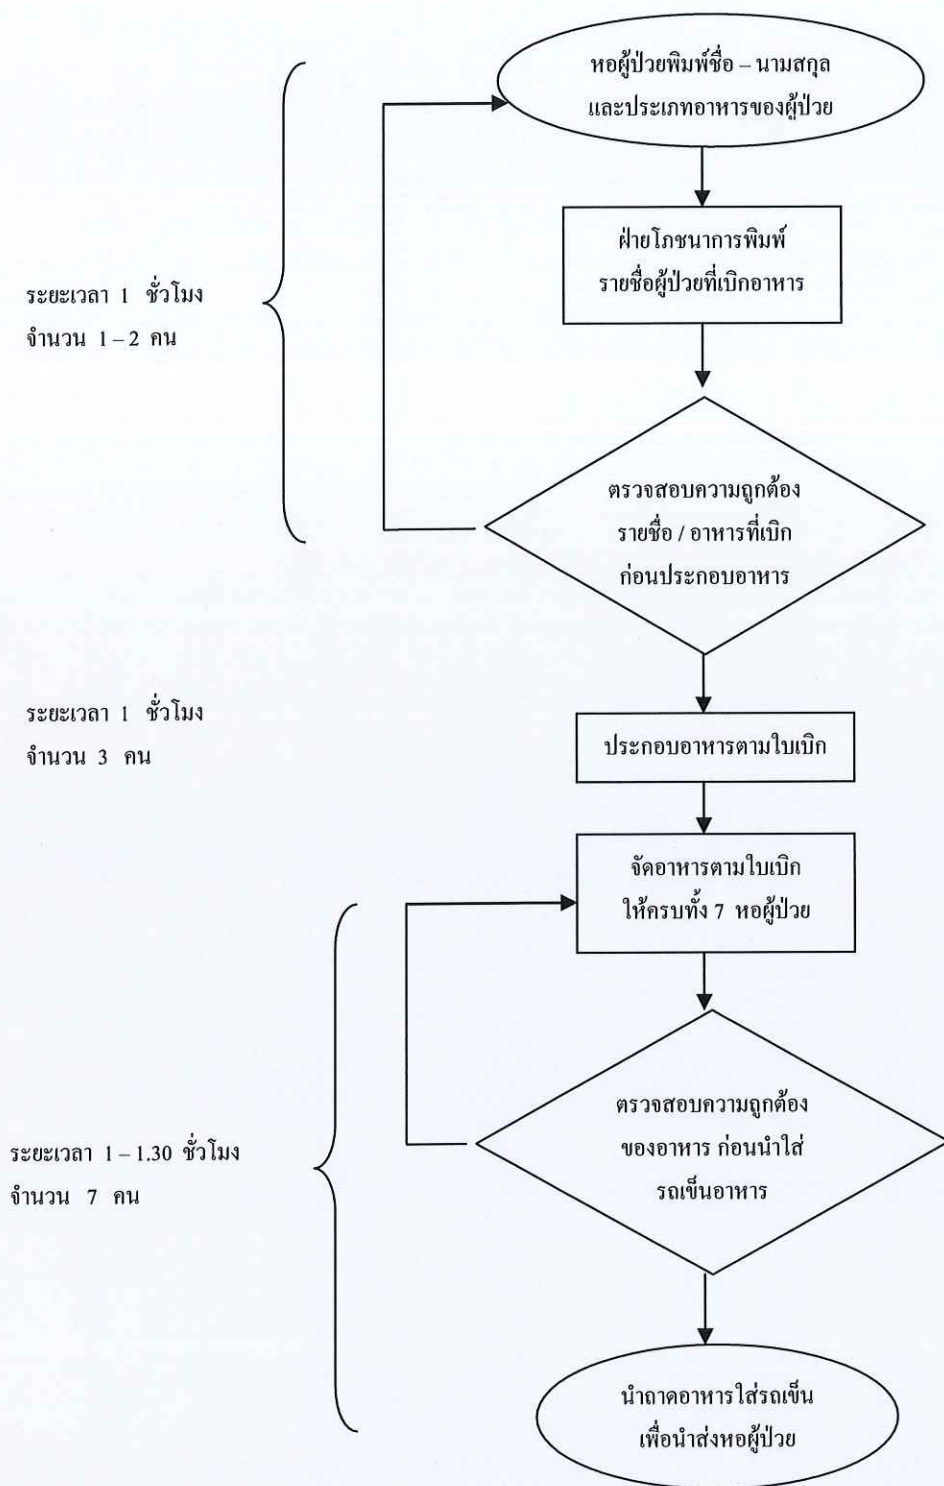 หอผู้ป่วยพิมพ์ชื่อ – นามสกุล
และประเภทอาหารของผู้ป่วย
ฝ่ายโภชนาการพิมพ์
รายชื่อผู้ป่วยที่เบิกอาหาร
ระยะเวลา 1 ชั่วโมง
จำนวน 1 – 2 คน
ตรวจสอบความถูกต้อง
รายชื่อ / อาหารที่เบิก
ก่อนประกอบอาหาร
ระยะเวลา 1 ชั่วโมง
จำนวน 3 คน
ประกอบอาหารตามใบเบิก
จัดอาหารตามใบเบิก
ให้ครบทั้ง 7 หอผู้ป่วย
ตรวจสอบความถูกต้อง
ของอาหาร ก่อนนำใส่
รถเข็นอาหาร
ระยะเวลา 1 – 1.30 ชั่วโมง
จำนวน 7 คน
นำถาดอาหารใส่รถเข็น
เพื่อนำส่งหอผู้ป่วย